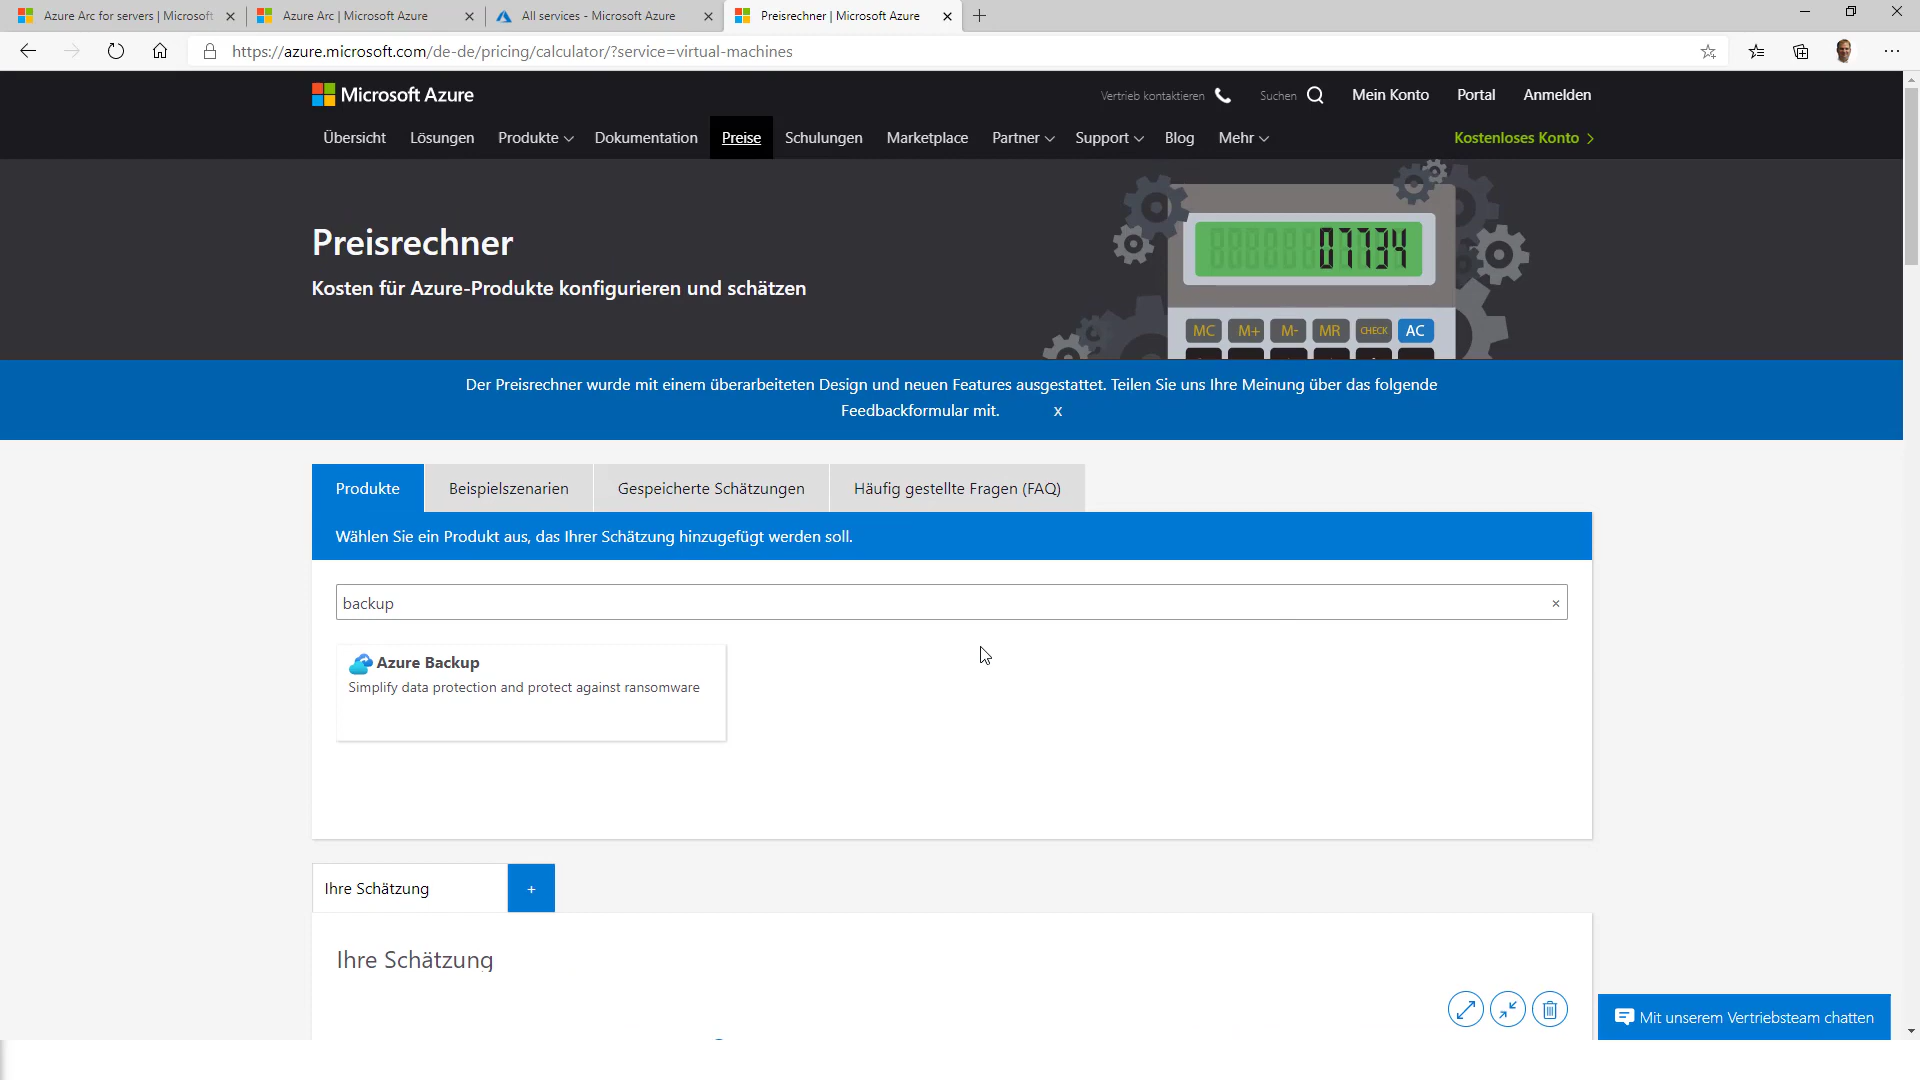 Azure Arc for servers | Microsoft
Azure Arc | Microsoft Azure
All services - Microsoft Azure
Preisrechner | Microsoft Azure
https://azure.microsoft.com/de-de/pricing/calculator/?service=virtual-machines
Microsoft Azure
Vertrieb kontaktieren
Suchen
Mein Konto
Portal
Anmelden
Übersicht
Lösungen
Produkte
Dokumentation
Preise
Schulungen
Marketplace
Partner
Support
Blog
Mehr
Kostenloses Konto
Preisrechner
Kosten für Azure-Produkte konfigurieren und schätzen
07734
MC M+ M- MR CHECK AC
Der Preisrechner wurde mit einem überarbeiteten Design und neuen Features ausgestattet. Teilen Sie uns Ihre Meinung über das folgende
Feedbackformular mit. x
Produkte
Beispielszenarien
Gespeicherte Schätzungen
Häufig gestellte Fragen (FAQ)
Wählen Sie ein Produkt aus, das Ihrer Schätzung hinzugefügt werden soll.
backup
Azure Backup
Simplify data protection and protect against ransomware
Ihre Schätzung
+
Ihre Schätzung
Mit unserem Vertriebsteam chatten